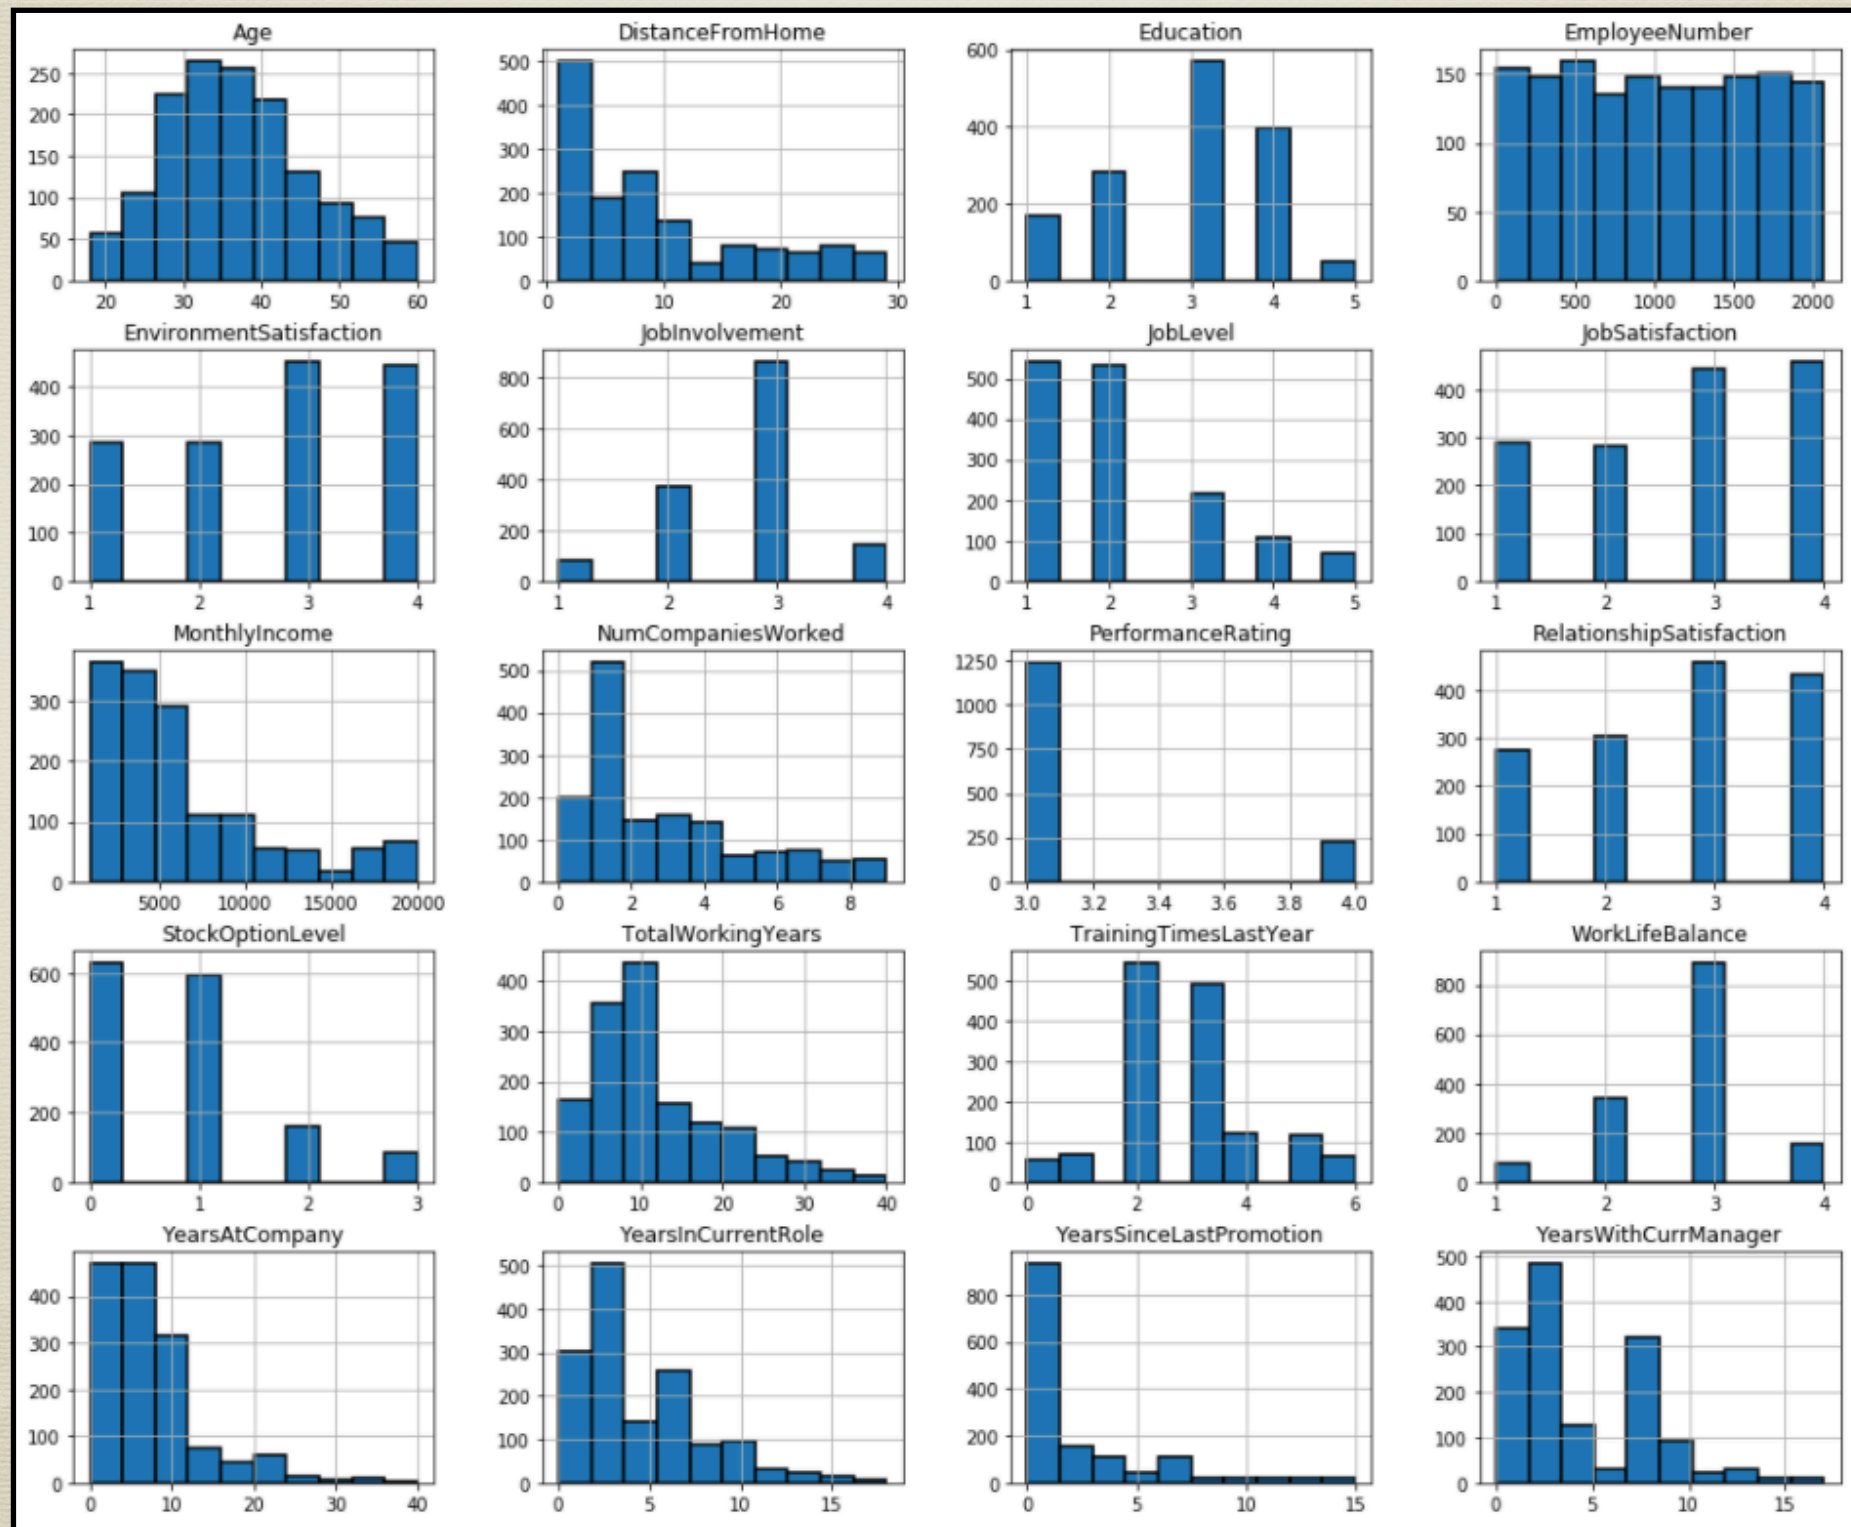 Age DistanceFromHome Education EmployeeNumber
250 500 600 150
200 400 400 100
150 300 200 50
100 200 0 0
50 100
0 0
20 30 40 50 60 0 10 20 30 1 2 3 4 5 0 500 1000 1500 2000
EnvironmentSatisfaction JobInvolvement JobLevel JobSatisfaction
400 800 500 400
300 600 400 300
200 400 300 200
100 200 200 100
0 0 100 0
0
1 2 3 4 1 2 3 4 1 2 3 4 5 1 2 3 4
MonthlyIncome NumCompaniesWorked PerformanceRating RelationshipSatisfaction
300 500 1250 400
200 400 1000 300
100 300 750 200
0 200 500 100
100 250 0
0 0
5000 10000 15000 20000 0 2 4 6 8 3.0 3.2 3.4 3.6 3.8 4.0 1 2 3 4
StockOptionLevel TotalWorkingYears TrainingTimesLastYear WorkLifeBalance
600 400 500 800
400 300 400 600
200 200 300 400
0 100 200 200
0 100 0
0
0 1 2 3 0 10 20 30 40 0 2 4 6 1 2 3 4
YearsAtCompany YearsInCurrentRole YearsSinceLastPromotion YearsWithCurrManager
400 500 800 500
300 400 600 400
200 300 400 300
100 200 200 200
0 100 0 100
0 0
0 10 20 30 40 0 5 10 15 0 5 10 15 0 5 10 15